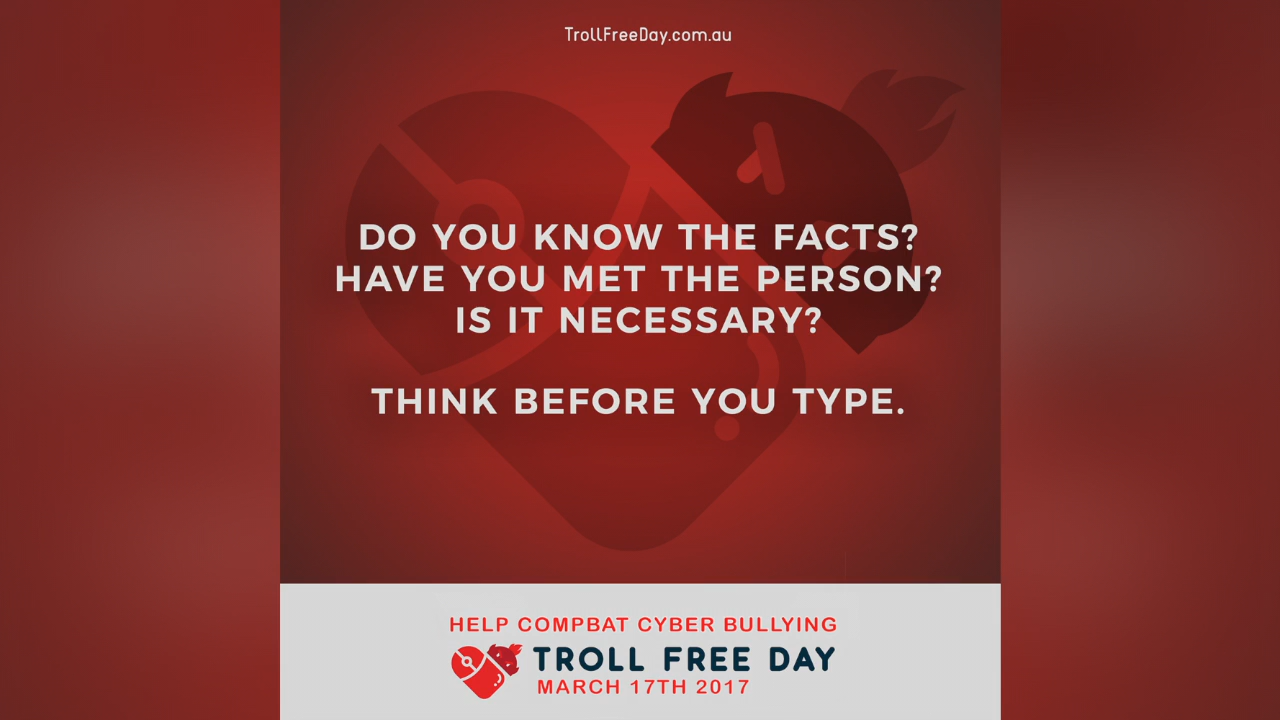 TrollFreeDay.com.au
DO YOU KNOW THE FACTS?
HAVE YOU MET THE PERSON?
IS IT NECESSARY?
THINK BEFORE YOU TYPE.
HELP COMPBAT CYBER BULLYING
TROLL FREE DAY
MARCH 17TH 2017